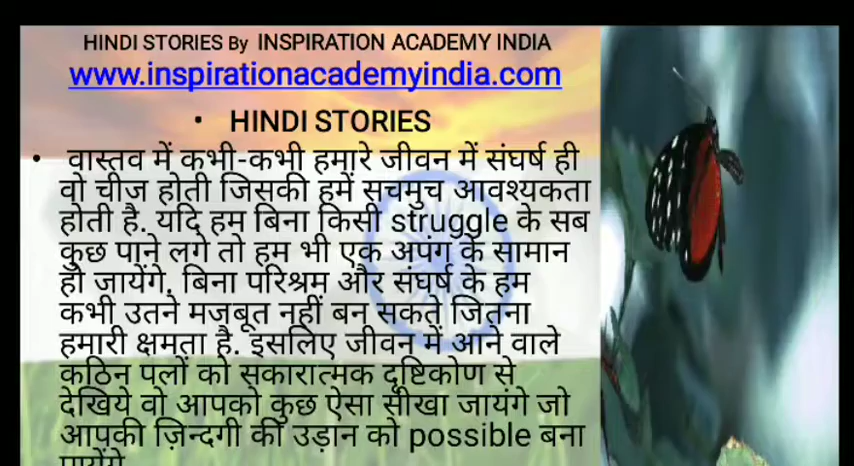 HINDI STORIES By INSPIRATION ACADEMY INDIA
www.inspirationacademyindia.com
• HINDI STORIES
• वास्तव में कभी-कभी हमारे जीवन में संघर्ष ही
वो चीज होती जिसकी हमें सचमुच आवश्यकता
होती है. यदि हम बिना किसी struggle के सब
कुछ पाने लगे तो हम भी एक अपंग के सामान
हो जायेंगे. बिना परिश्रम और संघर्ष के हम
कभी उतने मजबूत नहीं बन सकते जितना
हमारी क्षमता है. इसलिए जीवन में आने वाले
कठिन पलों को सकारात्मक दृष्टिकोण से
देखिये वो आपको कुछ ऐसा सीखा जायंगे जो
आपकी ज़िन्दगी की उड़ान को possible बना
पायेंगे